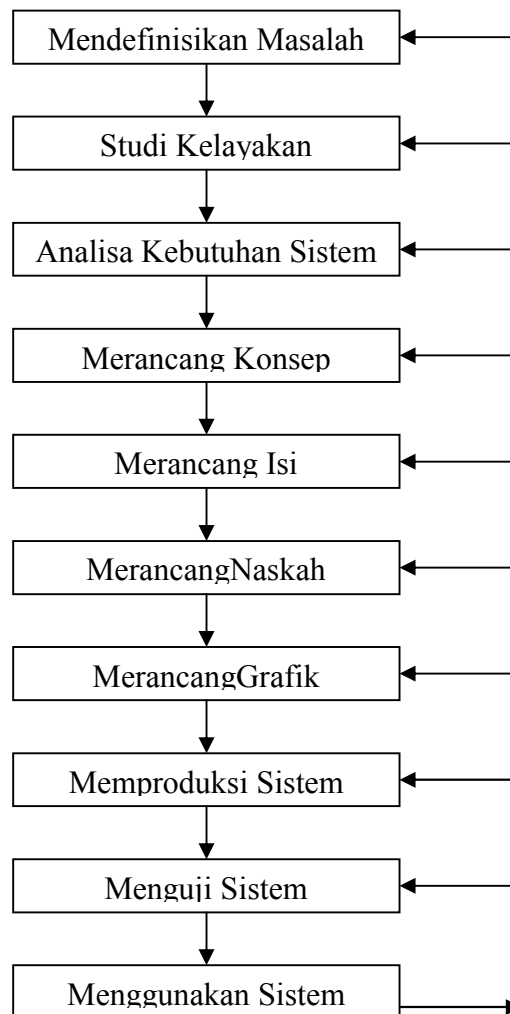 Mendefinisikan Masalah
Studi Kelayakan
Analisa Kebutuhan Sistem
Merancang Konsep
Merancang Isi
MerancangNaskah
MerancangGrafik
Memproduksi Sistem
Menguji Sistem
Menggunakan Sistem